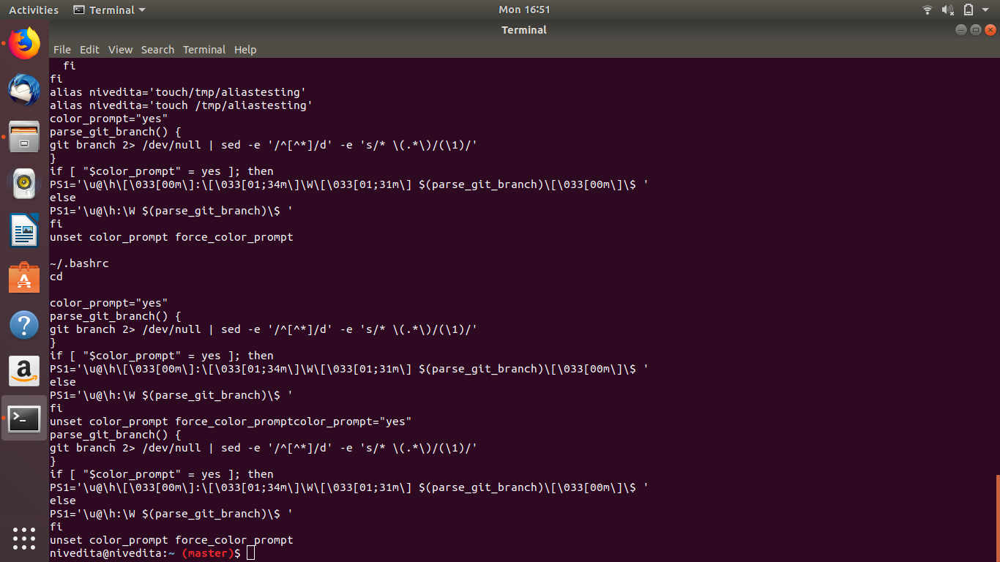 Activities Terminal Mon 16:51
Terminal
File Edit View Search Terminal Help
  fi
fi
alias nivedita='touch/tmp/aliastesting'
alias nivedita='touch /tmp/aliastesting'
color_prompt="yes"
parse_git_branch() {
git branch 2> /dev/null | sed -e '/^[^*]/d' -e 's/* \(.*\)/(\1)/'
}
if [ "$color_prompt" = yes ]; then
PS1='\u@\h\[\033[00m\]:\[\033[01;34m\]\W\[\033[01;31m\] $(parse_git_branch)\[\033[00m\]\$ '
else
PS1='\u@\h:\W $(parse_git_branch)\$ '
fi
unset color_prompt force_color_prompt

~/.bashrc
cd

color_prompt="yes"
parse_git_branch() {
git branch 2> /dev/null | sed -e '/^[^*]/d' -e 's/* \(.*\)/(\1)/'
}
if [ "$color_prompt" = yes ]; then
PS1='\u@\h\[\033[00m\]:\[\033[01;34m\]\W\[\033[01;31m\] $(parse_git_branch)\[\033[00m\]\$ '
else
PS1='\u@\h:\W $(parse_git_branch)\$ '
fi
unset color_prompt force_color_promptcolor_prompt="yes"
parse_git_branch() {
git branch 2> /dev/null | sed -e '/^[^*]/d' -e 's/* \(.*\)/(\1)/'
}
if [ "$color_prompt" = yes ]; then
PS1='\u@\h\[\033[00m\]:\[\033[01;34m\]\W\[\033[01;31m\] $(parse_git_branch)\[\033[00m\]\$ '
else
PS1='\u@\h:\W $(parse_git_branch)\$ '
fi
unset color_prompt force_color_prompt
nivedita@nivedita:~ (master)$